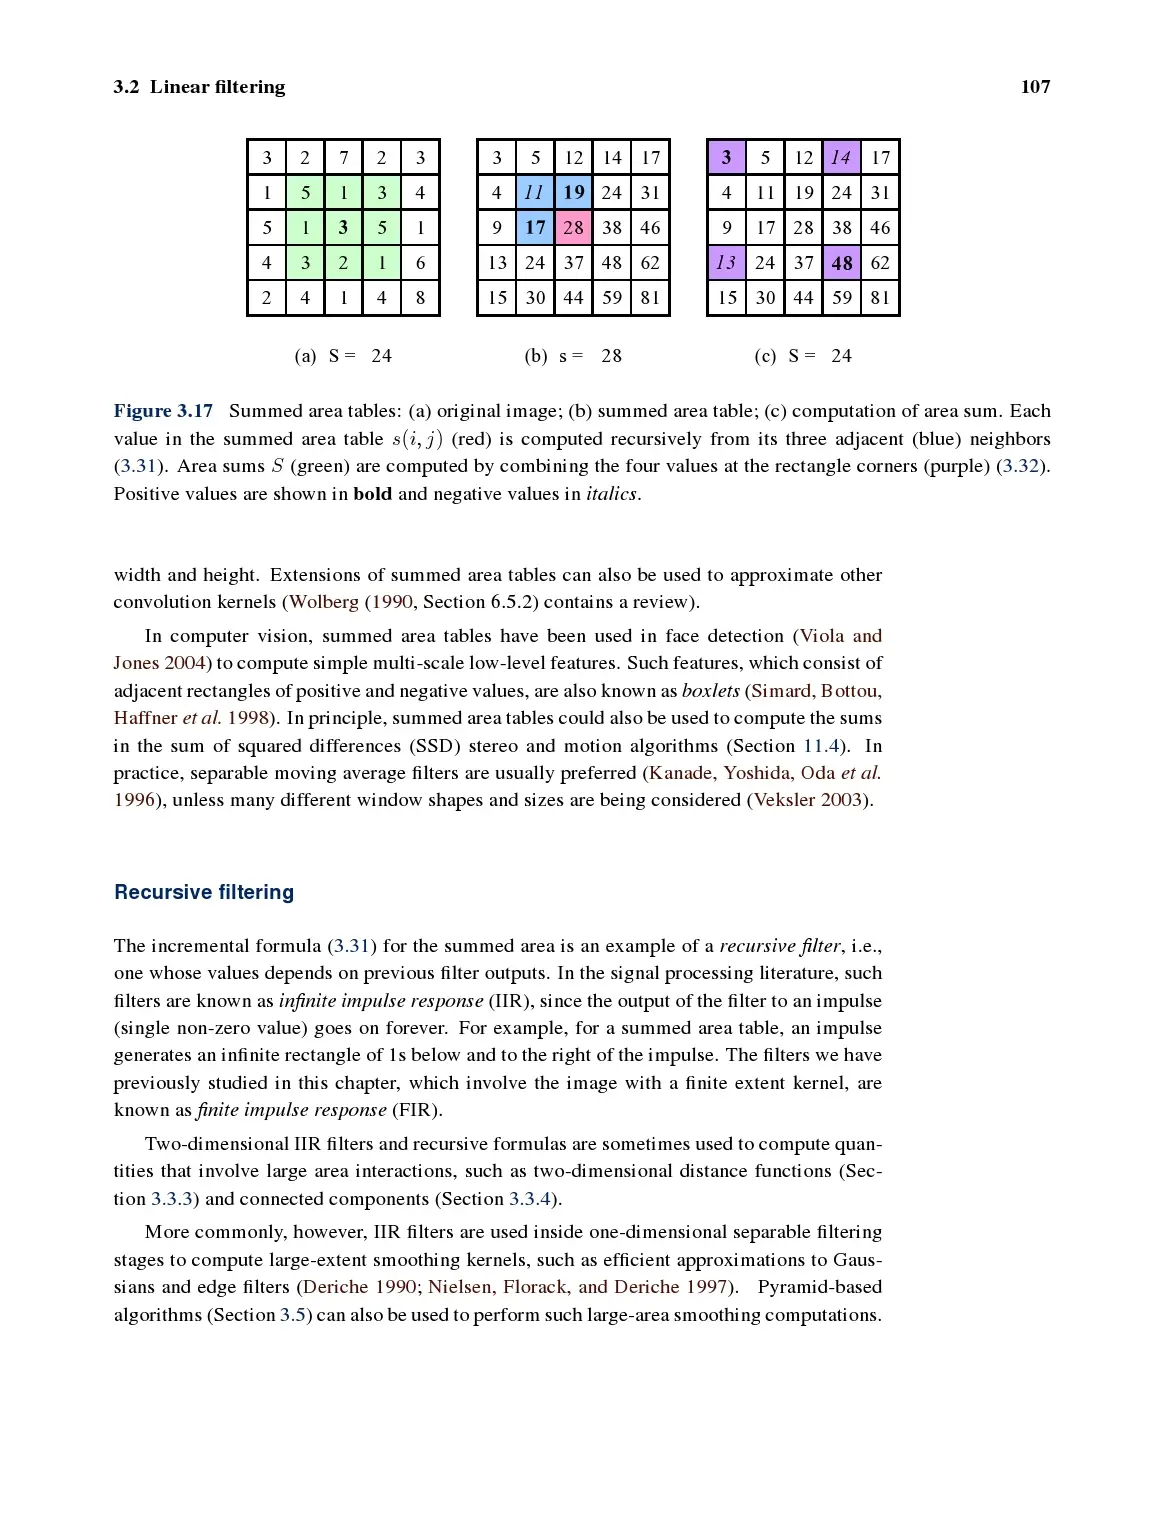 3.2 Linear filtering 107
3 2 7 2 3 3 5 12 14 17 3 5 12 14 17
1 5 1 3 4 4 11 19 24 31 4 11 19 24 31
5 1 3 5 1 9 17 28 38 46 9 17 28 38 46
4 3 2 1 6 13 24 37 48 62 13 24 37 48 62
2 4 1 4 8 15 30 44 59 81 15 30 44 59 81
(a) S = 24 (b) s = 28 (c) S = 24
Figure 3.17 Summed area tables: (a) original image; (b) summed area table; (c) computation of area sum. Each
value in the summed area table s(i, j) (red) is computed recursively from its three adjacent (blue) neighbors
(3.31). Area sums S (green) are computed by combining the four values at the rectangle corners (purple) (3.32).
Positive values are shown in bold and negative values in italics.
width and height. Extensions of summed area tables can also be used to approximate other
convolution kernels (Wolberg (1990, Section 6.5.2) contains a review).
In computer vision, summed area tables have been used in face detection (Viola and
Jones 2004) to compute simple multi-scale low-level features. Such features, which consist of
adjacent rectangles of positive and negative values, are also known as boxlets (Simard, Bottou,
Haffner et al. 1998). In principle, summed area tables could also be used to compute the sums
in the sum of squared differences (SSD) stereo and motion algorithms (Section 11.4). In
practice, separable moving average filters are usually preferred (Kanade, Yoshida, Oda et al.
1996), unless many different window shapes and sizes are being considered (Veksler 2003).
Recursive filtering
The incremental formula (3.31) for the summed area is an example of a recursive filter, i.e.,
one whose values depends on previous filter outputs. In the signal processing literature, such
filters are known as infinite impulse response (IIR), since the output of the filter to an impulse
(single non-zero value) goes on forever. For example, for a summed area table, an impulse
generates an infinite rectangle of 1s below and to the right of the impulse. The filters we have
previously studied in this chapter, which involve the image with a finite extent kernel, are
known as finite impulse response (FIR).
Two-dimensional IIR filters and recursive formulas are sometimes used to compute quan-
tities that involve large area interactions, such as two-dimensional distance functions (Sec-
tion 3.3.3) and connected components (Section 3.3.4).
More commonly, however, IIR filters are used inside one-dimensional separable filtering
stages to compute large-extent smoothing kernels, such as efficient approximations to Gaus-
sians and edge filters (Deriche 1990; Nielsen, Florack, and Deriche 1997). Pyramid-based
algorithms (Section 3.5) can also be used to perform such large-area smoothing computations.